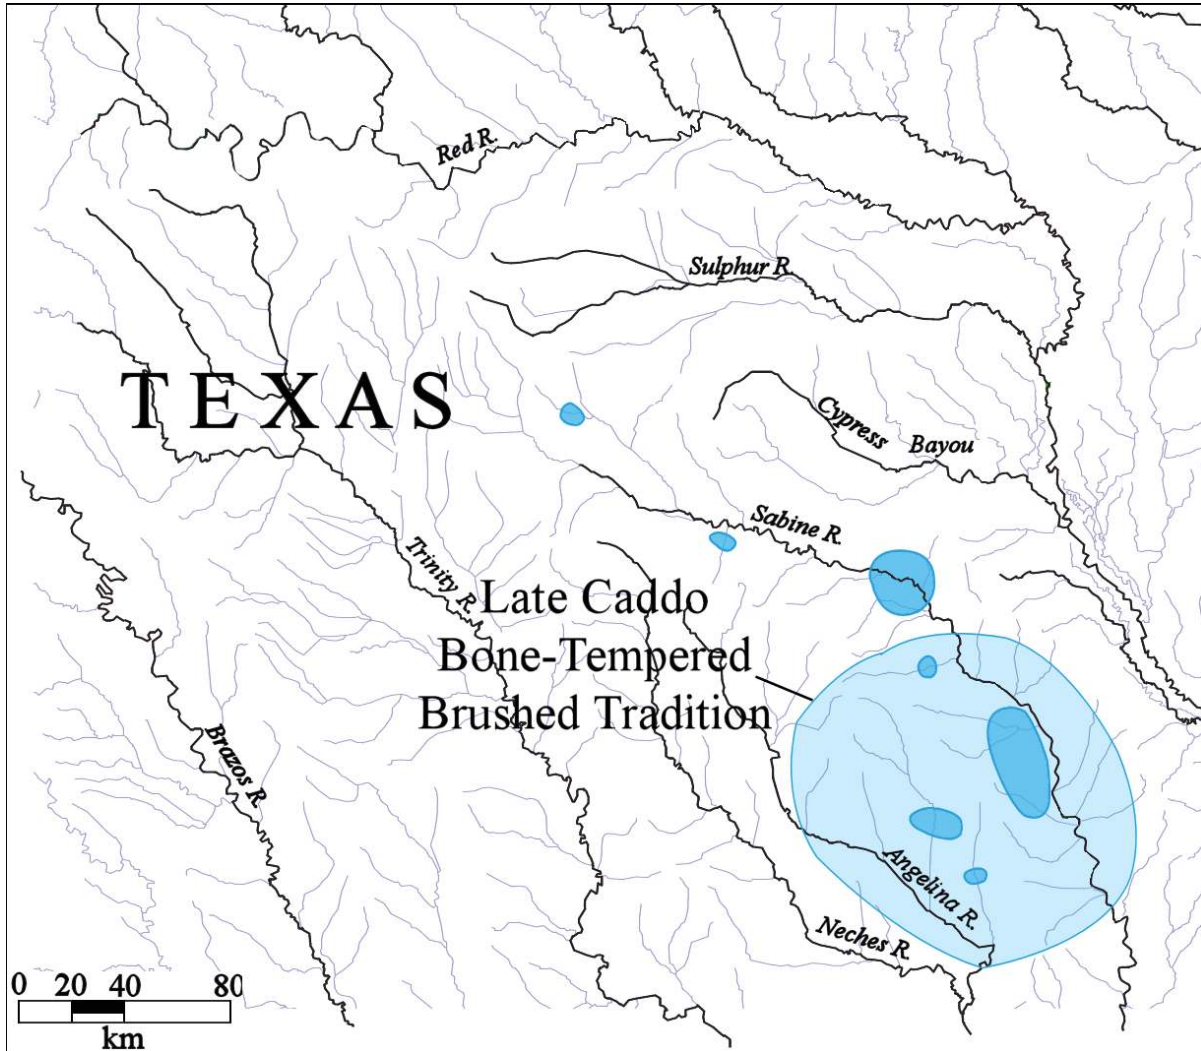 Red R.
Sulphur R.
TEXAS
Cypress Bayou
Sabine R.
Trinity R.
Late Caddo
Bone-Tempered
Brushed Tradition
Brazos R.
Angelina R.
Neches R.
0 20 40 80
km